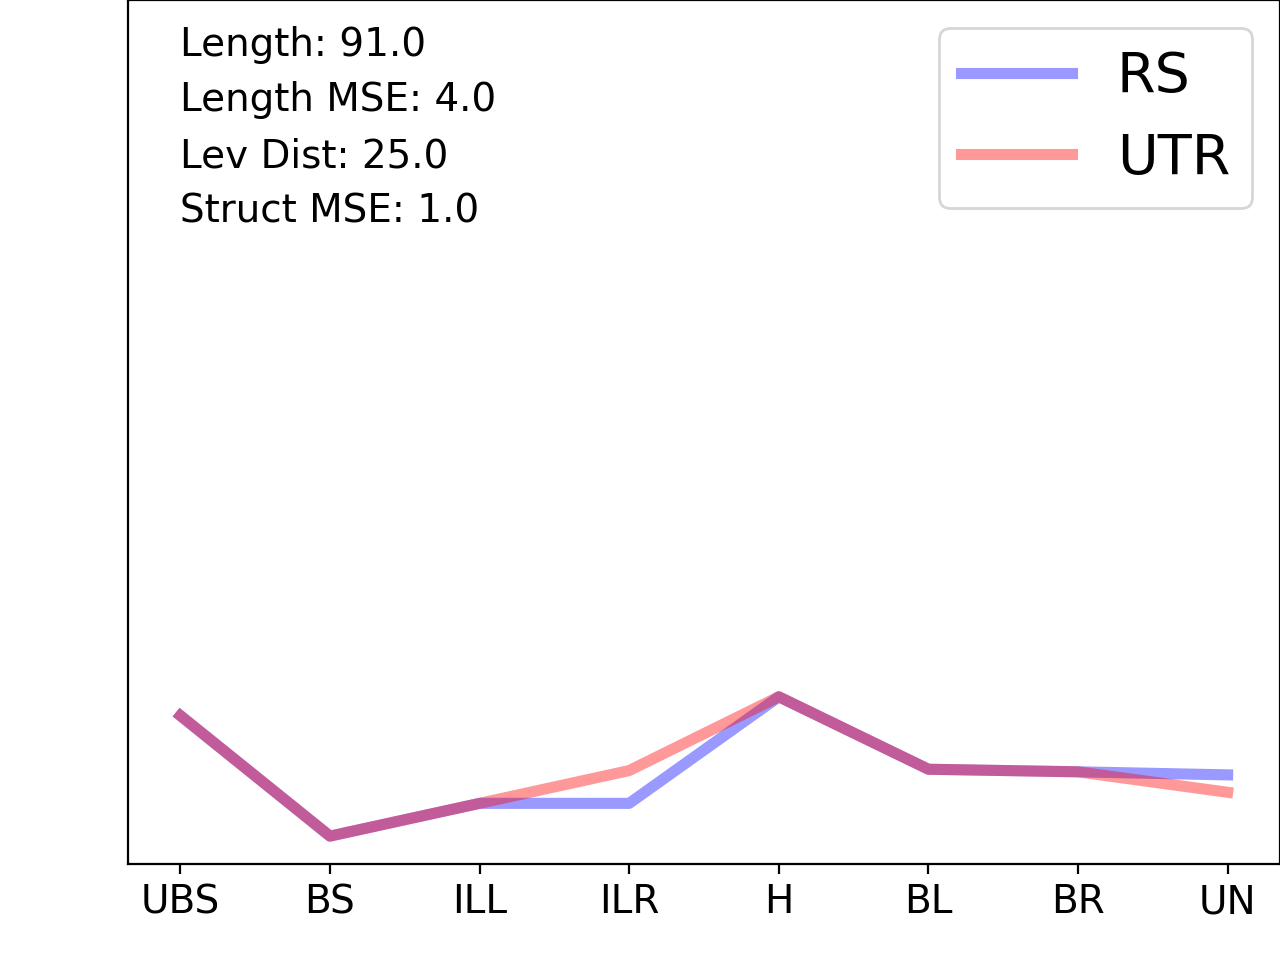 Length: 91.0
Length MSE: 4.0
Lev Dist: 25.0
Struct MSE: 1.0
RS
UTR
UBS BS ILL ILR H BL BR UN